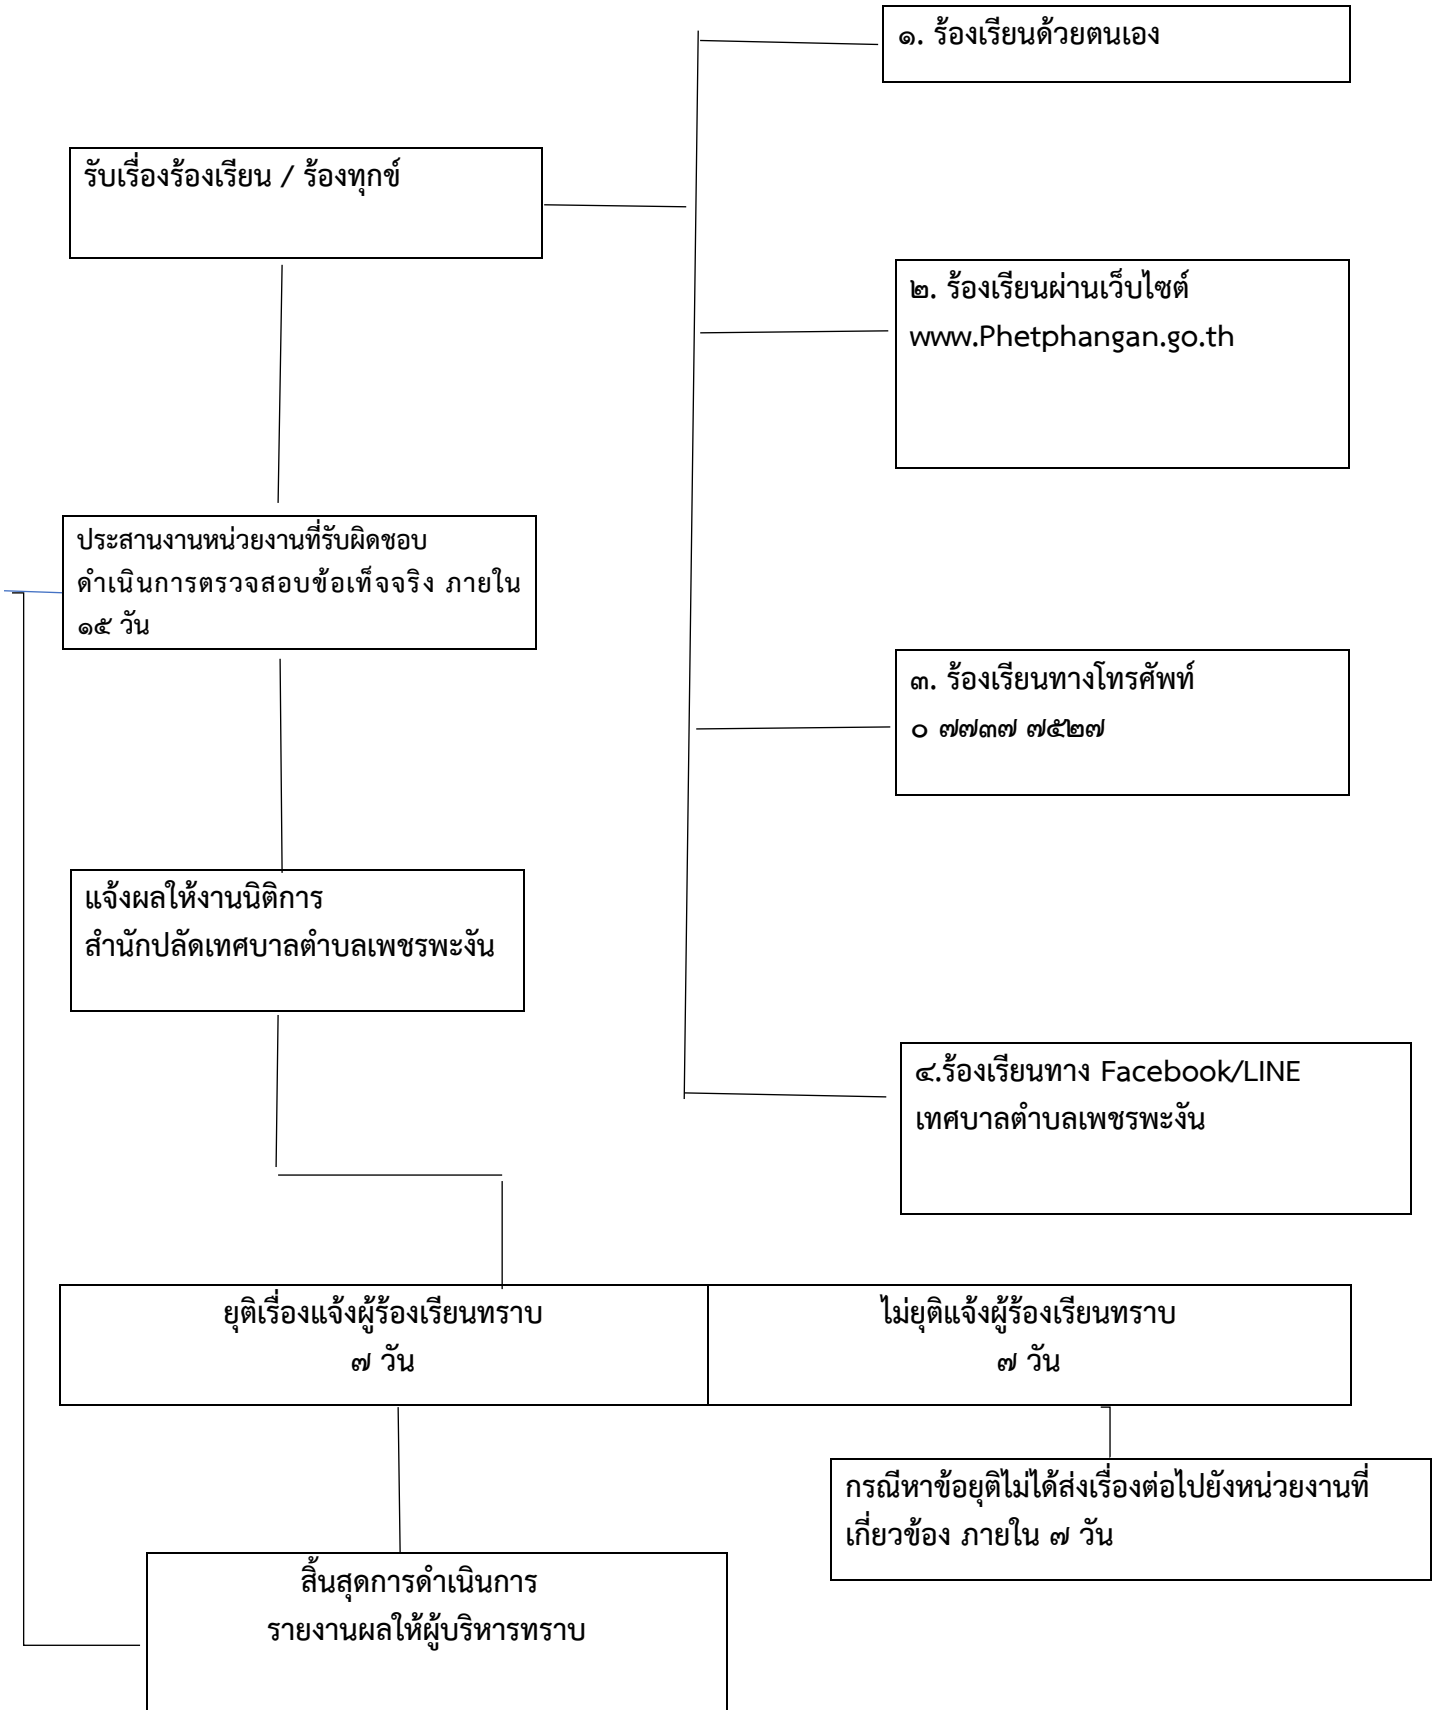 ๑. ร้องเรียนด้วยตนเอง
รับเรื่องร้องเรียน / ร้องทุกข์
๒. ร้องเรียนผ่านเว็บไซต์
www.Phetphangan.go.th
ประสานงานหน่วยงานที่รับผิดชอบ
ดำเนินการตรวจสอบข้อเท็จจริง ภายใน
๑๕ วัน
๓. ร้องเรียนทางโทรศัพท์
๐ ๗๗๓๗ ๗๕๒๗
แจ้งผลให้งานนิติการ
สำนักปลัดเทศบาลตำบลเพชรพะงัน
๔.ร้องเรียนทาง Facebook/LINE
เทศบาลตำบลเพชรพะงัน
ยุติเรื่องแจ้งผู้ร้องเรียนทราบ
๗ วัน
ไม่ยุติแจ้งผู้ร้องเรียนทราบ
๗ วัน
กรณีหาข้อยุติไม่ได้ส่งเรื่องต่อไปยังหน่วยงานที่
เกี่ยวข้อง ภายใน ๗ วัน
สิ้นสุดการดำเนินการ
รายงานผลให้ผู้บริหารทราบ